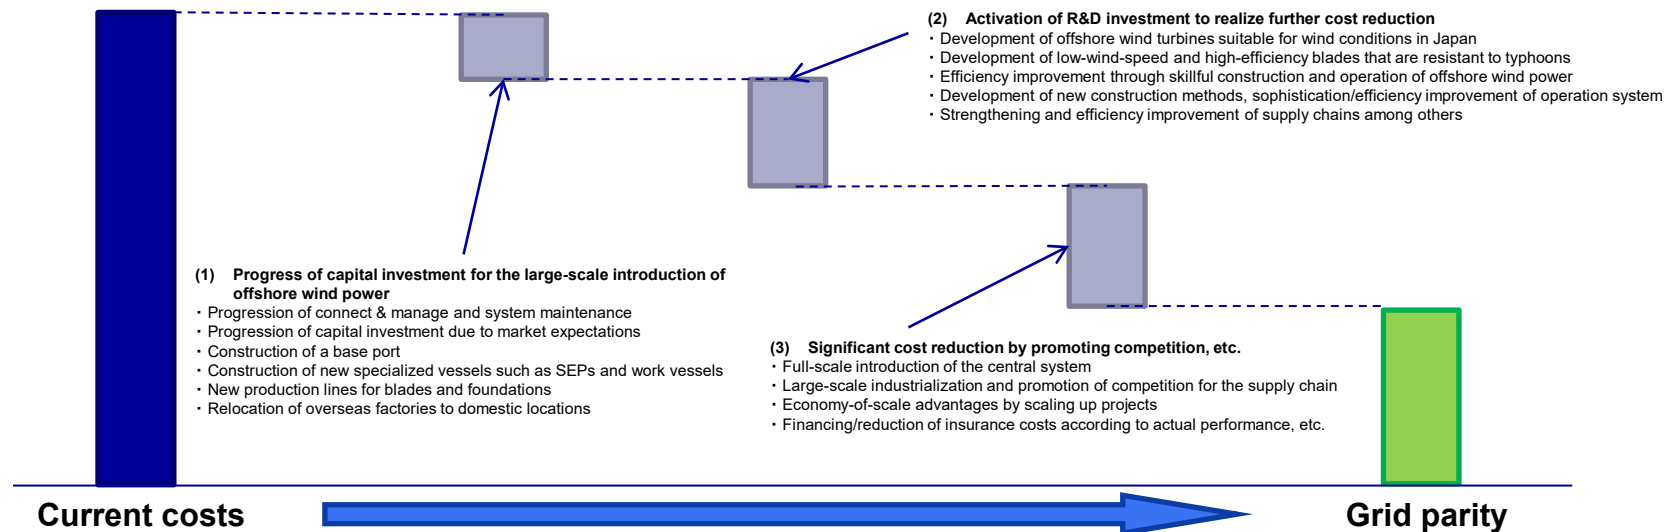 (2) Activation of R&D investment to realize further cost reduction
・Development of offshore wind turbines suitable for wind conditions in Japan
・Development of low-wind-speed and high-efficiency blades that are resistant to typhoons
・Efficiency improvement through skillful construction and operation of offshore wind power
・Development of new construction methods, sophistication/efficiency improvement of operation system
・Strengthening and efficiency improvement of supply chains among others
(1) Progress of capital investment for the large-scale introduction of
offshore wind power
・Progression of connect & manage and system maintenance
・Progression of capital investment due to market expectations
・Construction of a base port
・Construction of new specialized vessels such as SEPs and work vessels
・New production lines for blades and foundations
・Relocation of overseas factories to domestic locations
(3) Significant cost reduction by promoting competition, etc.
・Full-scale introduction of the central system
・Large-scale industrialization and promotion of competition for the supply chain
・Economy-of-scale advantages by scaling up projects
・Financing/reduction of insurance costs according to actual performance, etc.
Current costs
Grid parity